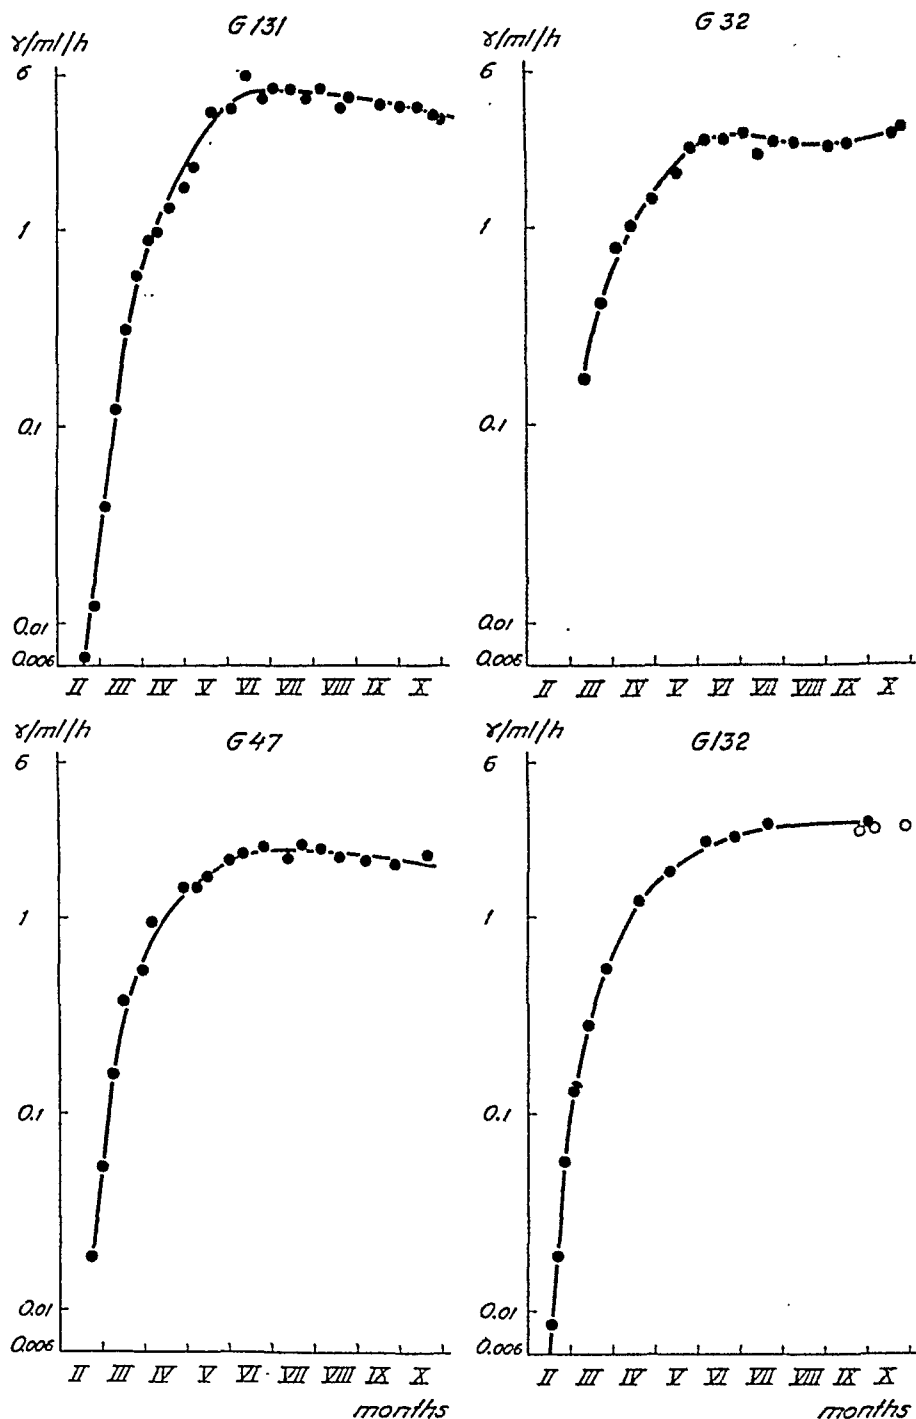 G 131
γ/ml/h
6
1
0.1
0.01
0.006
II III IV V VI VII VIII IX X
G 32
γ/ml/h
6
1
0.1
0.01
0.006
II III IV V VI VII VIII IX X
G 47
γ/ml/h
6
1
0.1
0.01
0.006
II III IV V VI VII VIII IX X
months
G 132
γ/ml/h
6
1
0.1
0.01
0.006
II III IV V VI VII VIII IX X
months